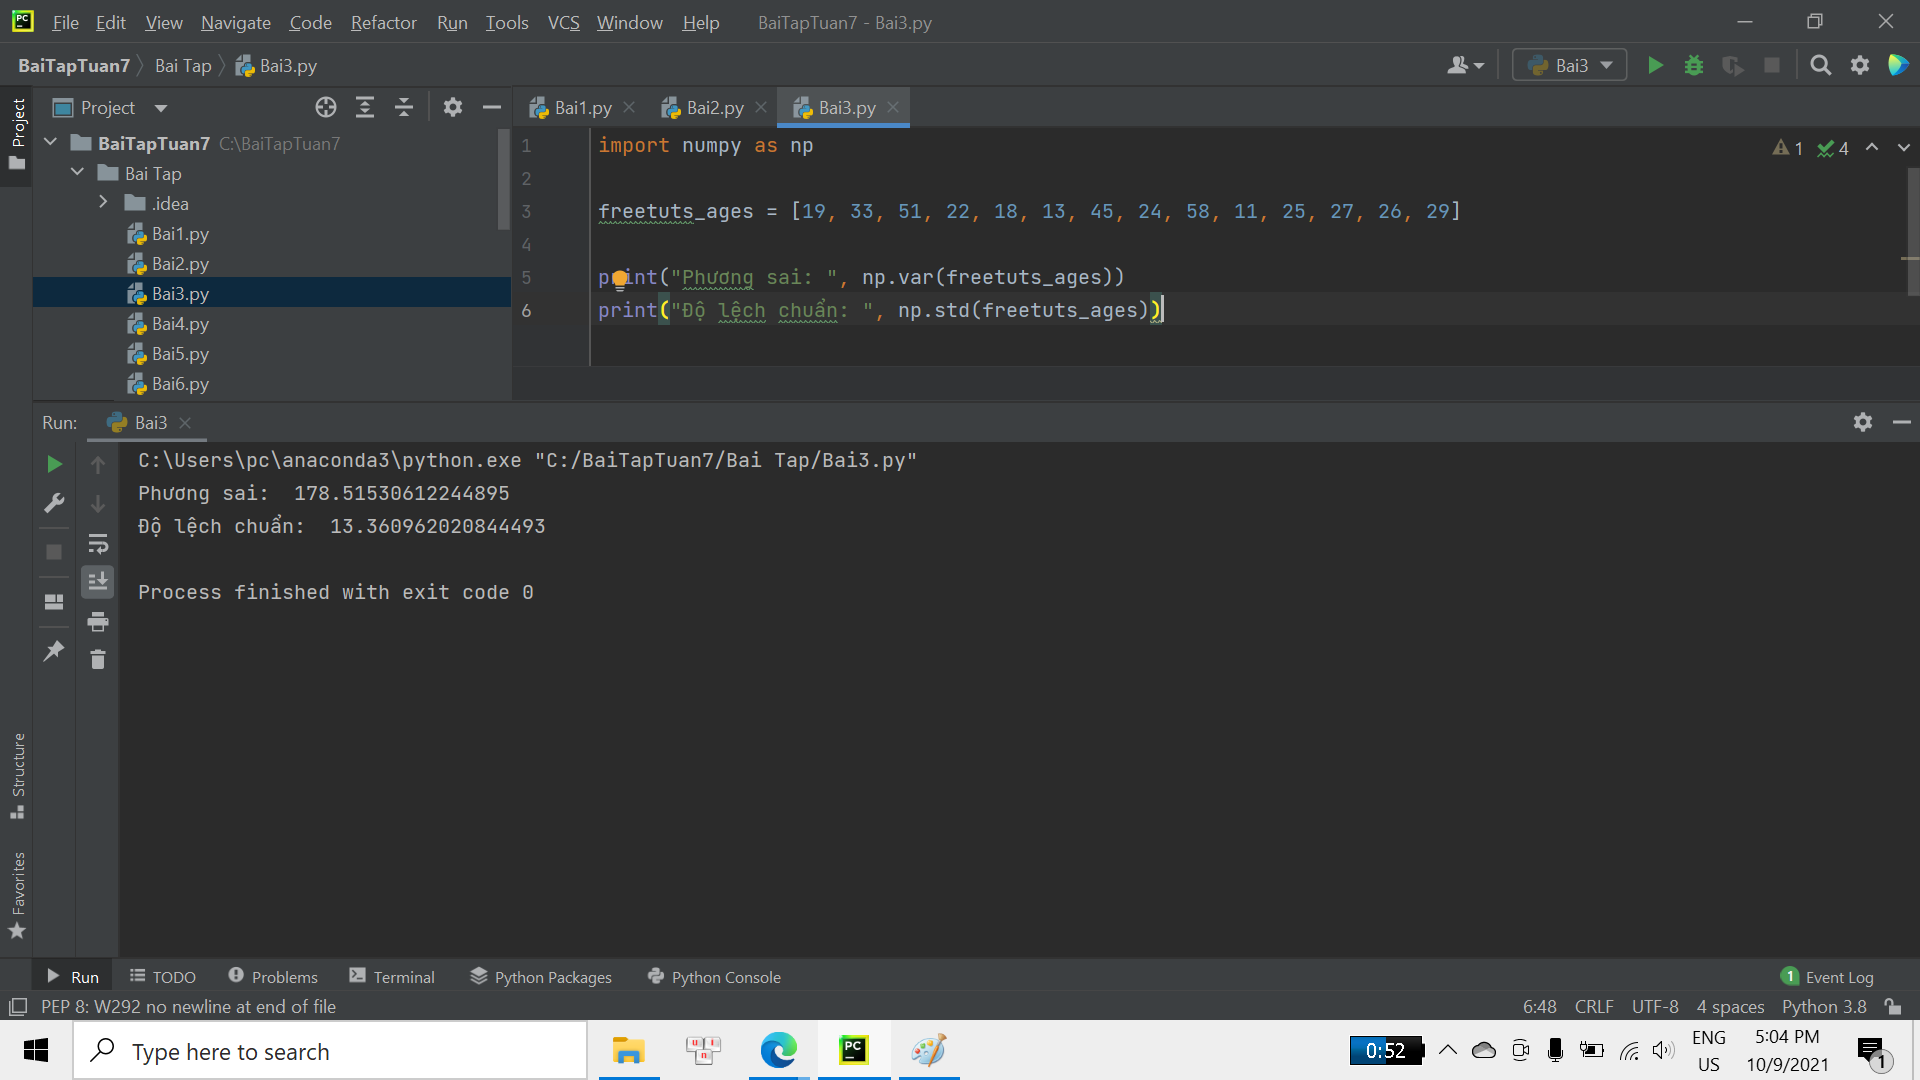 File Edit View Navigate Code Refactor Run Tools VCS Window Help BaiTapTuan7 - Bai3.py
BaiTapTuan7 Bai Tap Bai3.py Bai3
Project
Project
BaiTapTuan7 C:\BaiTapTuan7
Bai Tap
.idea
Bai1.py
Bai2.py
Bai3.py
Bai4.py
Bai5.py
Bai6.py
Bai1.py Bai2.py Bai3.py
1 import numpy as np
1 4
2
3 freetuts_ages = [19, 33, 51, 22, 18, 13, 45, 24, 58, 11, 25, 27, 26, 29]
4
5 print("Phương sai: ", np.var(freetuts_ages))
6 print("Độ lệch chuẩn: ", np.std(freetuts_ages))
Run: Bai3
C:\Users\pc\anaconda3\python.exe "C:/BaiTapTuan7/Bai Tap/Bai3.py"
Phương sai:  178.51530612244895
Độ lệch chuẩn:  13.360962020844493
Process finished with exit code 0
Structure
Favorites
Run TODO Problems Terminal Python Packages Python Console 1 Event Log
PEP 8: W292 no newline at end of file 6:48 CRLF UTF-8 4 spaces Python 3.8
Type here to search
PC
0:52
ENG
US
5:04 PM
10/9/2021
1